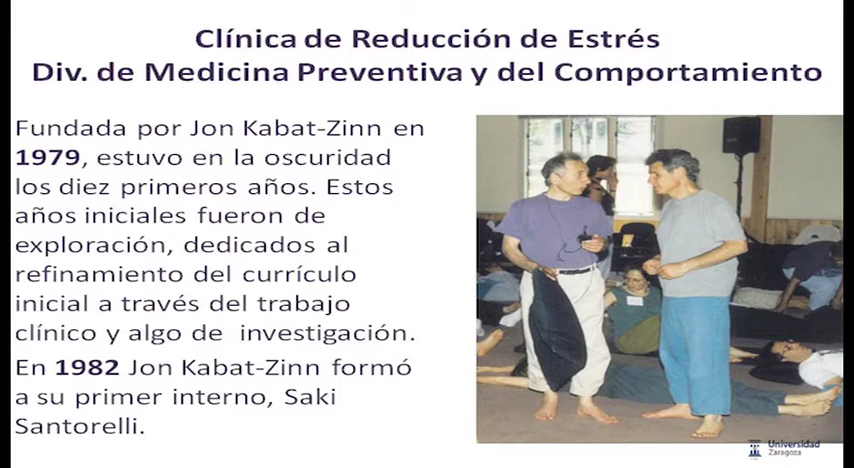 Clínica de Reducción de Estrés
Div. de Medicina Preventiva y del Comportamiento
Fundada por Jon Kabat-Zinn en
1979, estuvo en la oscuridad
los diez primeros años. Estos
años iniciales fueron de
exploración, dedicados al
refinamiento del currículo
inicial a través del trabajo
clínico y algo de investigación.
En 1982 Jon Kabat-Zinn formó
a su primer interno, Saki
Santorelli.
Universidad
Zaragoza